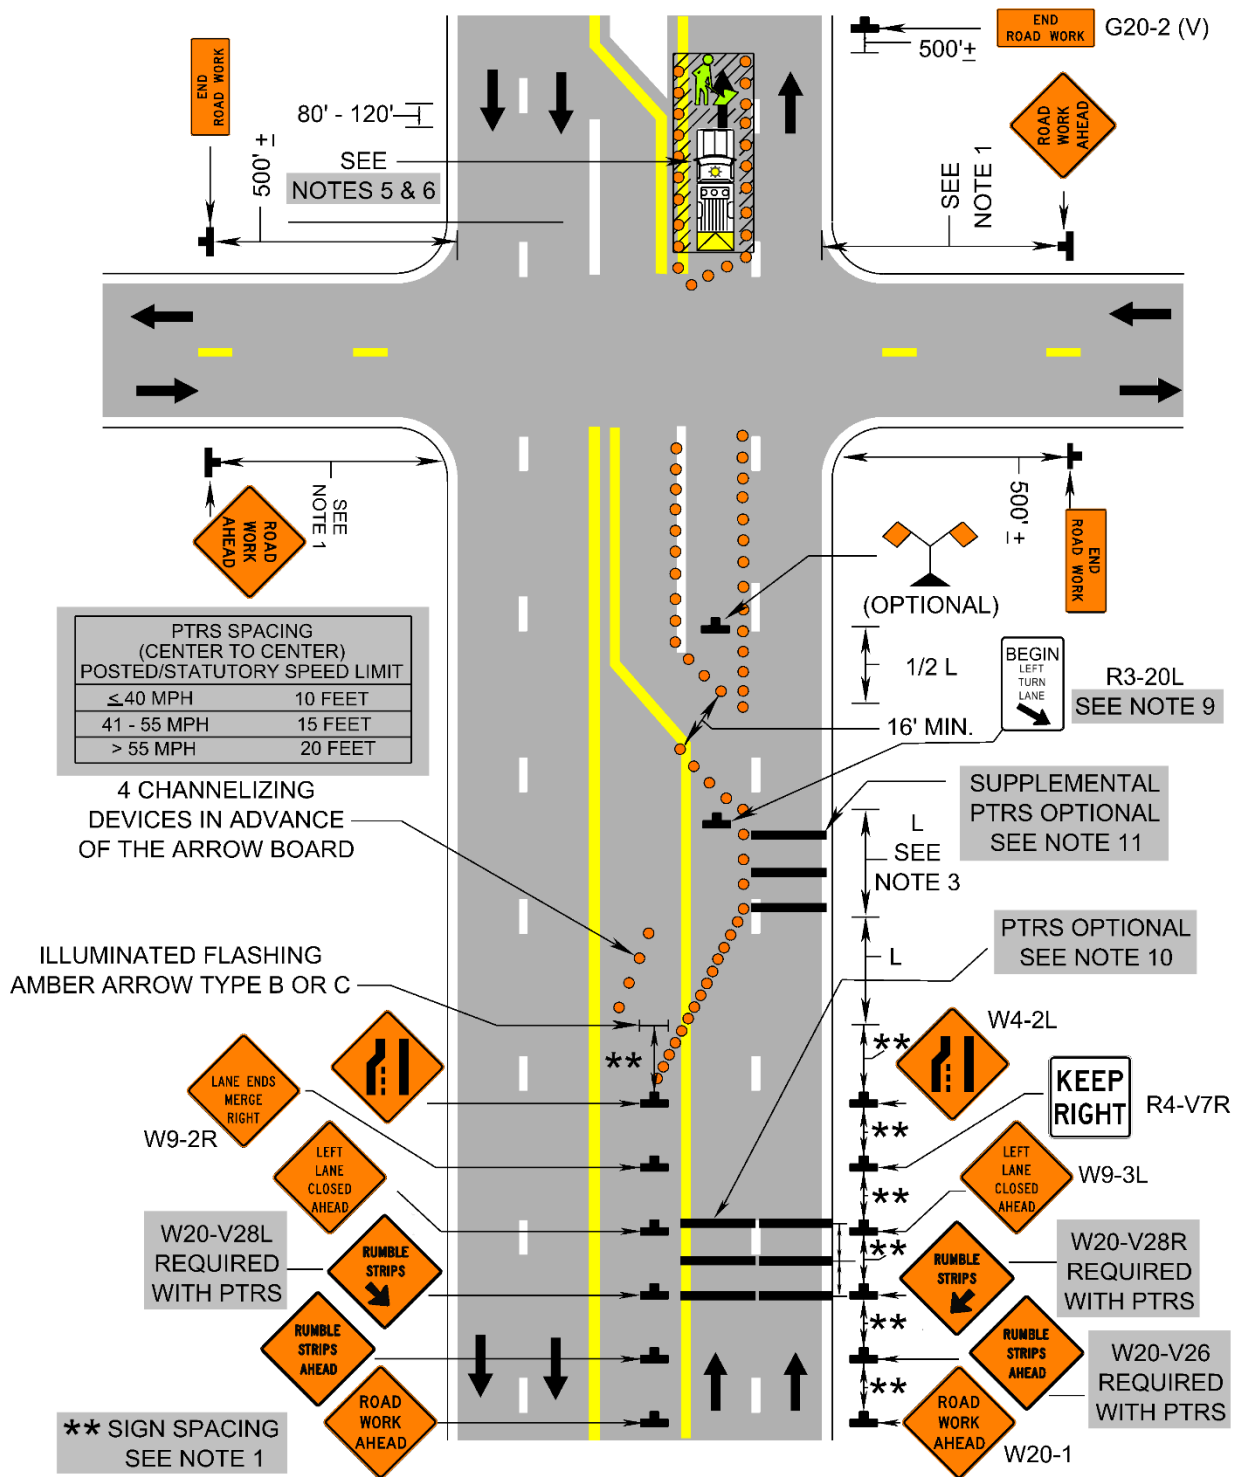 END
ROAD WORK
G20-2 (V)
500'±
END
ROAD WORK
80' - 120'
500' ±
SEE
NOTES 5 & 6
ROAD
WORK
AHEAD
SEE
NOTE 1
SEE
NOTE 1
ROAD
WORK
AHEAD
500' ±
END
ROAD WORK
(OPTIONAL)
PTRS SPACING
(CENTER TO CENTER)
POSTED/STATUTORY SPEED LIMIT
≤40 MPH 10 FEET
41 - 55 MPH 15 FEET
> 55 MPH 20 FEET
1/2 L
BEGIN
LEFT
TURN
LANE
R3-20L
SEE NOTE 9
16' MIN.
4 CHANNELIZING
DEVICES IN ADVANCE
OF THE ARROW BOARD
SUPPLEMENTAL
PTRS OPTIONAL
SEE NOTE 11
L
SEE
NOTE 3
PTRS OPTIONAL
SEE NOTE 10
L
ILLUMINATED FLASHING
AMBER ARROW TYPE B OR C
**
**
W4-2L
LANE ENDS
MERGE
RIGHT
W9-2R
KEEP
RIGHT
R4-V7R
**
LEFT
LANE
CLOSED
AHEAD
**
LEFT
LANE
CLOSED
AHEAD
W9-3L
W20-V28L
REQUIRED
WITH PTRS
RUMBLE
STRIPS
**
RUMBLE
STRIPS
W20-V28R
REQUIRED
WITH PTRS
RUMBLE
STRIPS
AHEAD
**
RUMBLE
STRIPS
AHEAD
W20-V26
REQUIRED
WITH PTRS
ROAD
WORK
AHEAD
**
ROAD
WORK
AHEAD
W20-1
** SIGN SPACING
SEE NOTE 1